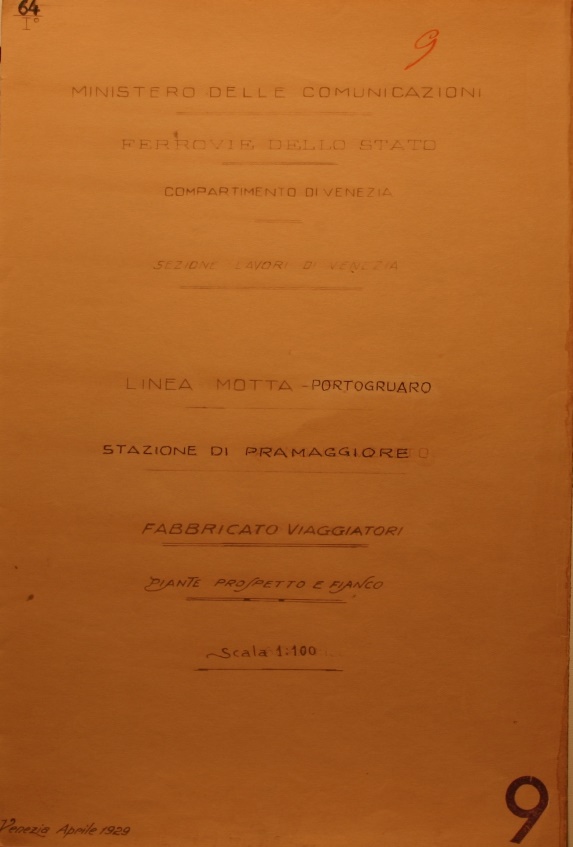 64
I°
9
MINISTERO DELLE COMUNICAZIONI
FERROVIE DELLO STATO
COMPARTIMENTO DI VENEZIA
SEZIONE LAVORI DI VENEZIA
LINEA MOTTA - PORTOGRUARO
STAZIONE DI PRAMAGGIORE
FABBRICATO VIAGGIATORI
PIANTE PROSPETTO E FIANCO
Scala 1:100
Venezia Aprile 1929
9